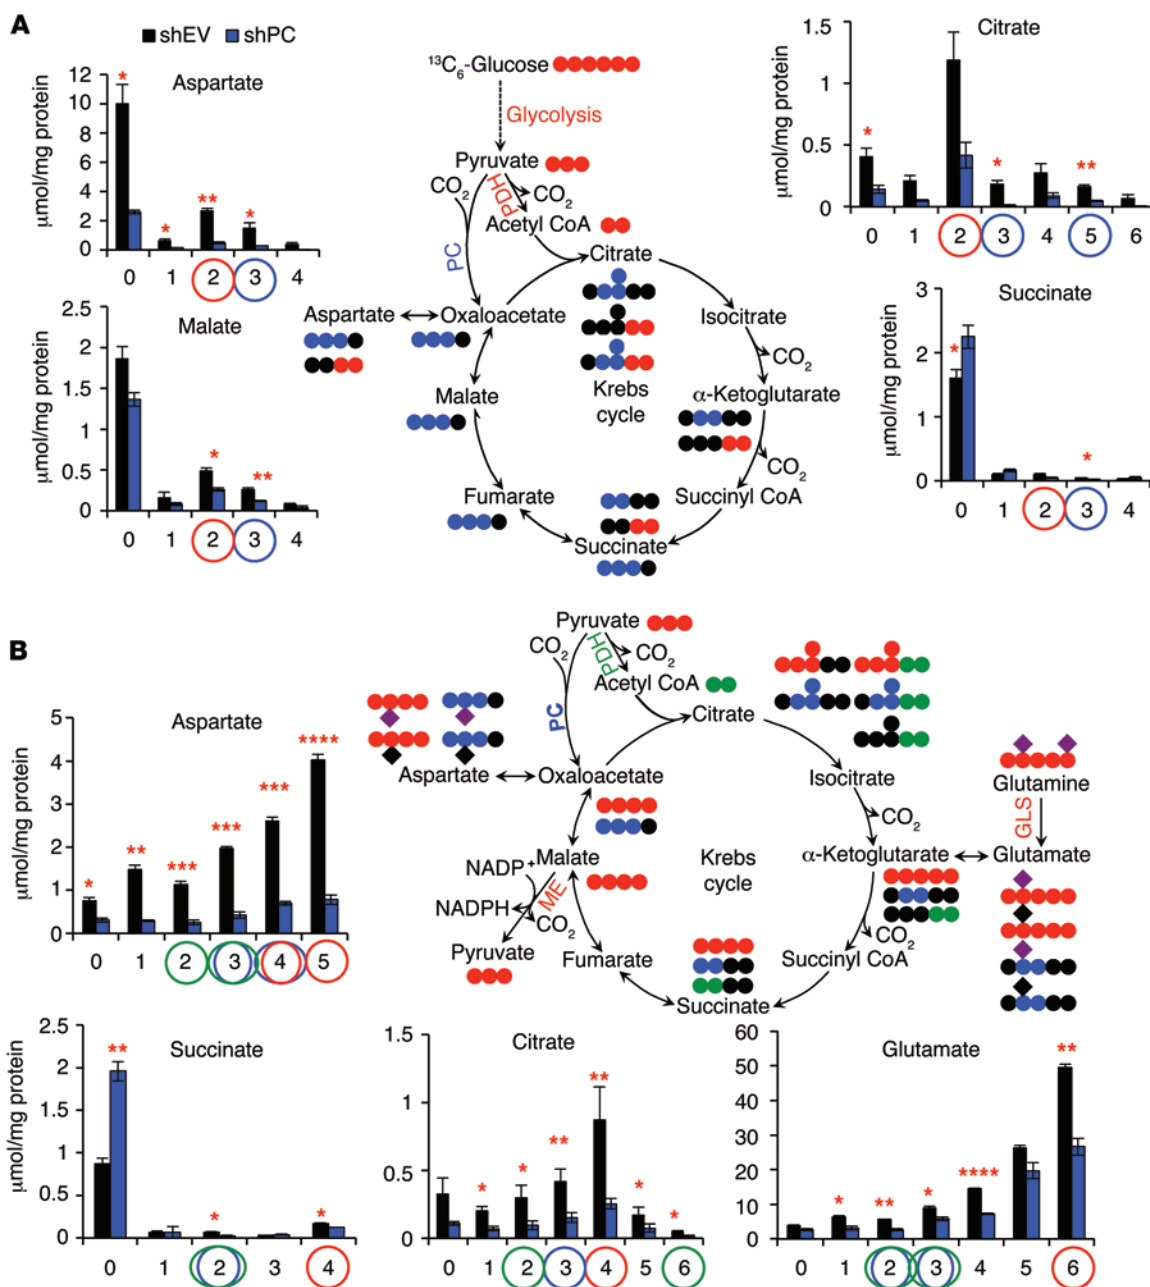 A
shEV shPC
Aspartate
µmol/mg protein
12
10
8
6
4
2
0
* * ** *
0 1 2 3 4
Malate
µmol/mg protein
2.5
2
1.5
1
0.5
0
* **
0 1 2 3 4
¹³C₆-Glucose
Glycolysis
Pyruvate
CO₂ PDH CO₂
Acetyl CoA
PC
Citrate
Aspartate Oxaloacetate
Isocitrate
CO₂
Malate
Krebs
cycle
α-Ketoglutarate
CO₂
Fumarate
Succinyl CoA
Succinate
Citrate
µmol/mg protein
1.5
1
0.5
0
* * **
0 1 2 3 4 5 6
Succinate
µmol/mg protein
3
2
1
0
* *
0 1 2 3 4
B
Aspartate
µmol/mg protein
5
4
3
2
1
0
* ** *** *** *** ****
0 1 2 3 4 5
Pyruvate
CO₂ PDH CO₂
Acetyl CoA
PC
Citrate
Aspartate Oxaloacetate
Isocitrate
CO₂
Glutamine
GLS
Malate
NADP⁺
Krebs
cycle
α-Ketoglutarate Glutamate
NADPH ME
CO₂
CO₂
Pyruvate
Fumarate
Succinyl CoA
Succinate
Succinate
µmol/mg protein
2.5
2
1.5
1
0.5
0
** * *
0 1 2 3 4
Citrate
1.5
1
0.5
0
* * ** ** * *
0 1 2 3 4 5 6
Glutamate
60
50
40
30
20
10
0
* ** * **** **
0 1 2 3 4 5 6